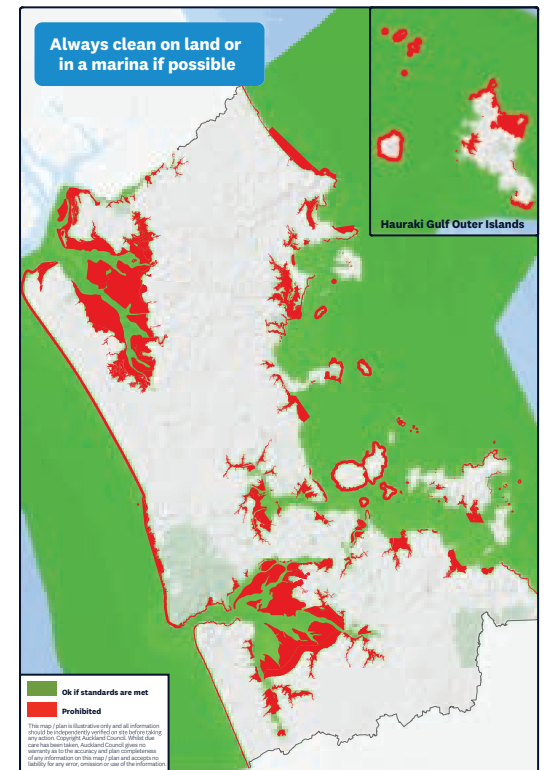 Always clean on land or
in a marina if possible
Hauraki Gulf Outer Islands
Ok if standards are met
Prohibited
This map / plan is illustrative only and all information
should be independently verified on site before taking
any action. Copyright Auckland Council. Whilst due
care has been taken, Auckland Council gives no
warranty as to the accuracy and plan completeness
of any information on this map / plan and accepts no
liability for any error, omission or use of the information.